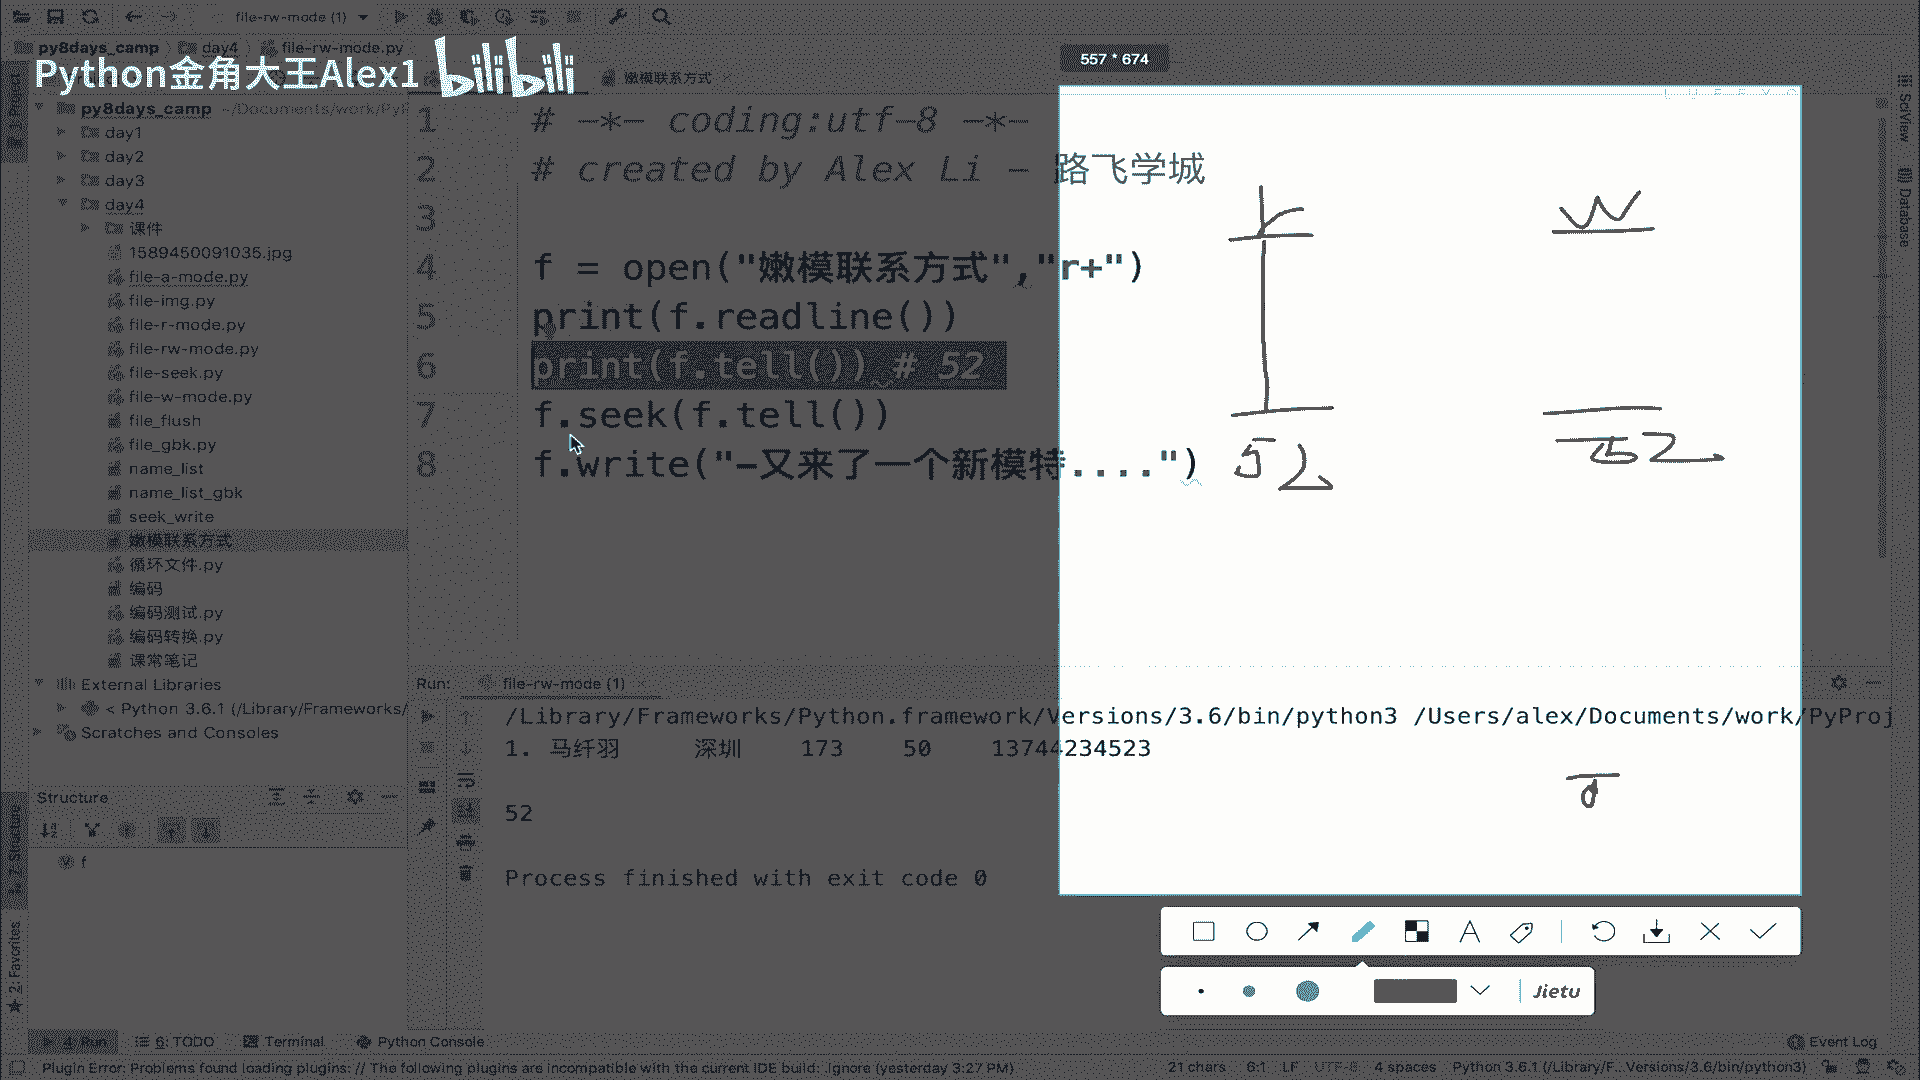 file-rw-mode (1)
py8days_camp
day4
file-rw-mode.py
Python金角大王Alex1 bilibili
嫩模联系方式
557 * 674
py8days_camp ~/Documents/work/PyP
day1
day2
day3
day4
课件
1589450091035.jpg
file-a-mode.py
file-img.py
file-r-mode.py
file-rw-mode.py
file-seek.py
file-w-mode.py
file_flush
file_gbk.py
name_list
name_list_gbk
seek_write
嫩模联系方式
循环文件.py
编码
编码测试.py
编码转换.py
课常笔记
External Libraries
< Python 3.6.1 (/Library/Frameworks/
Scratches and Consoles
1 # -*- coding:utf-8 -*-
2 # created by Alex Li - 路飞学城
3
4 f = open("嫩模联系方式","r+")
5 print(f.readline())
6 print(f.tell()) # 52
7 f.seek(f.tell())
8 f.write("-又来了一个新模特....")
r
w
52
52
Run: file-rw-mode (1)
/Library/Frameworks/Python.framework/Versions/3.6/bin/python3 /Users/alex/Documents/work/PyProj
1. 马纤羽 深圳 173 50 13744234523
52
Process finished with exit code 0
Structure
f
1: Project
7: Structure
2: Favorites
SciView
Database
Jietu
4: Run
6: TODO
Terminal
Python Console
Event Log
Plugin Error: Problems found loading plugins: // The following plugins are incompatible with the current IDE build: .ignore (yesterday 3:27 PM)
21 chars
6:1
LF
UTF-8
4 spaces
Python 3.6.1 (/Library/F... Versions/3.6/bin/python3)